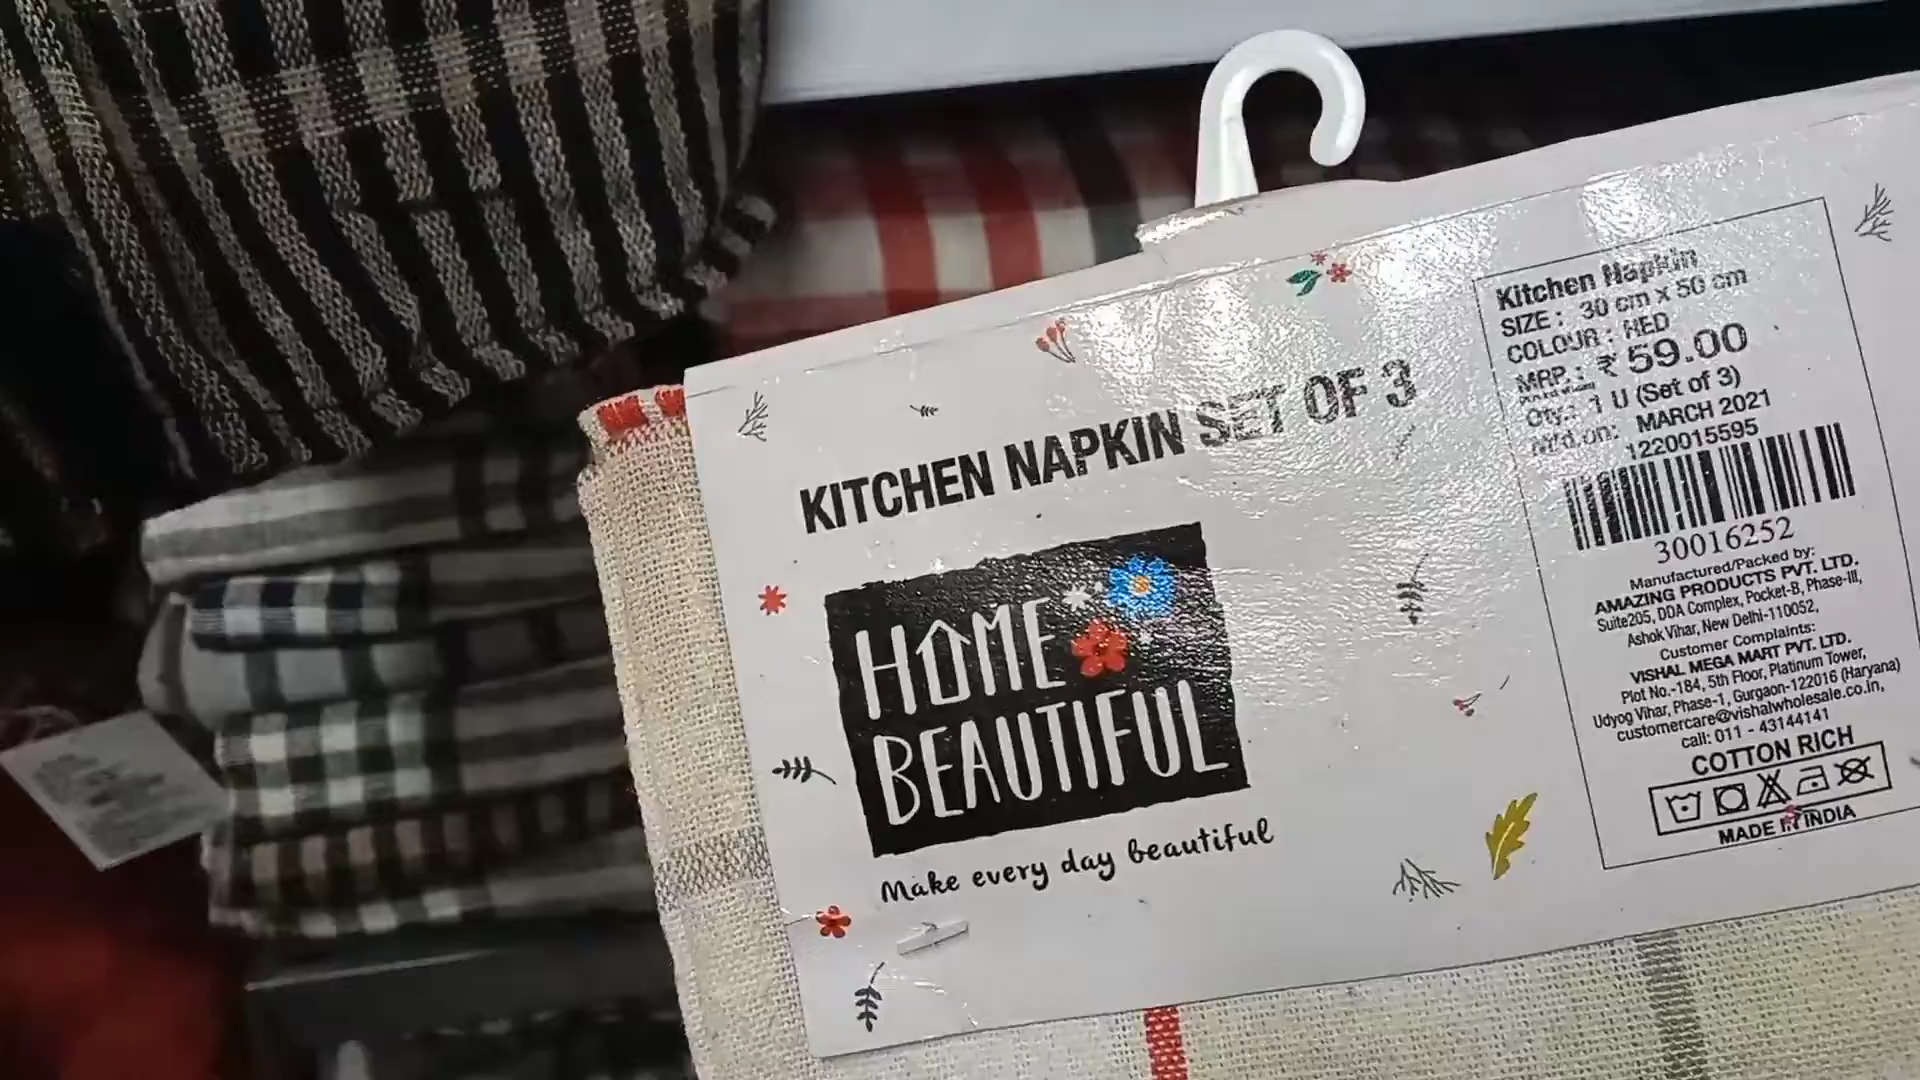 KITCHEN NAPKIN SET OF 3
HOME
BEAUTIFUL
Make every day beautiful
Kitchen Napkin
SIZE : 30 cm x 50 cm
COLOUR : RED
MRP.: ₹ 59.00
Qty.: 1 U (Set of 3)
Mfd.on: MARCH 2021
1220015595
30016252
Manufactured/Packed by:
AMAZING PRODUCTS PVT. LTD.
Suite205, DDA Complex, Pocket-B, Phase-III,
Ashok Vihar, New Delhi-110052,
Customer Complaints:
VISHAL MEGA MART PVT. LTD.
Plot No.-184, 5th Floor, Platinum Tower,
Udyog Vihar, Phase-1, Gurgaon-122016 (Haryana)
customercare@vishalwholesale.co.in,
call: 011 - 43144141
COTTON RICH
MADE IN INDIA